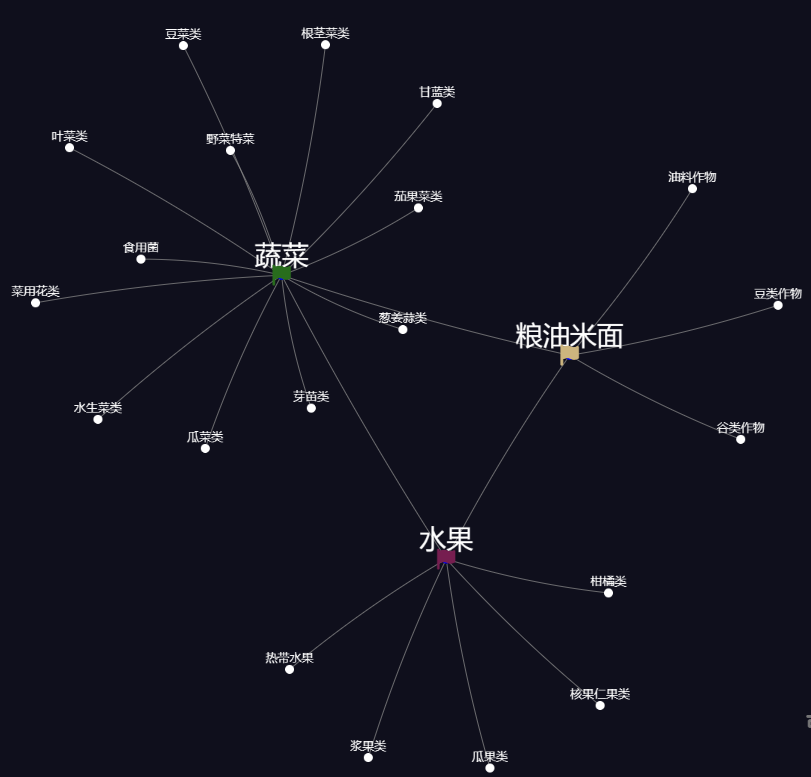 豆菜类
根茎菜类
甘蓝类
叶菜类
野菜特菜
油料作物
茄果菜类
食用菌
蔬菜
菜用花类
豆类作物
葱姜蒜类
粮油米面
芽苗类
水生菜类
谷类作物
瓜菜类
水果
柑橘类
热带水果
核果仁果类
浆果类
瓜果类